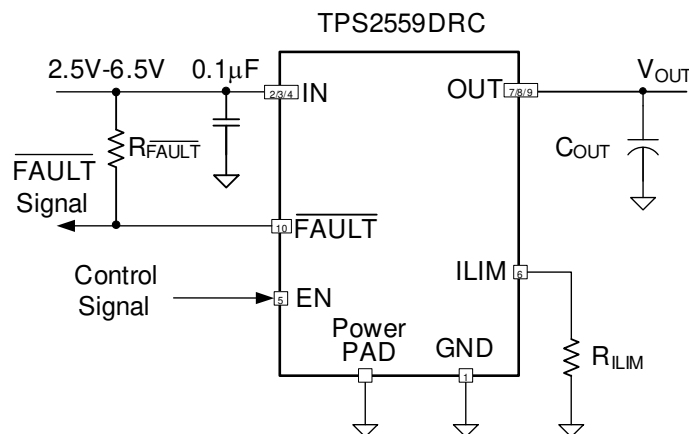 TPS2559DRC
2.5V-6.5V
0.1μF
2/3/4
IN
OUT
7/8/9
VOUT
RFAULT
COUT
FAULT
Signal
10
FAULT
ILIM
6
Control
Signal
5
EN
Power
PAD
GND
1
RILIM